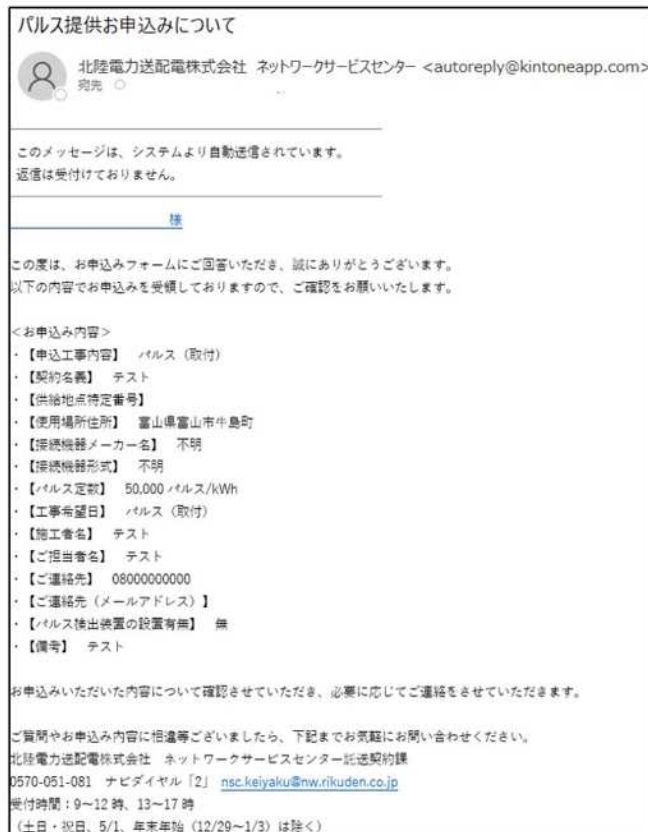 パルス提供お申込みについて
北陸電力送配電株式会社 ネットワークサービスセンター <autoreply@kintoneapp.com>
宛先
このメッセージは、システムより自動送信されています。
返信は受付けておりません。
様
この度は、お申込みフォームにご回答いただき、誠にありがとうございます。
以下の内容でお申込みを受領しておりますので、ご確認をお願いいたします。
<お申込み内容>
・【申込工事内容】 パルス（取付）
・【契約名義】 テスト
・【供給地点特定番号】
・【使用場所住所】 富山県富山市牛島町
・【接続機器メーカー名】 不明
・【接続機器形式】 不明
・【パルス定数】 50,000 パルス/kWh
・【工事希望日】 パルス（取付）
・【施工者名】 テスト
・【ご担当者名】 テスト
・【ご連絡先】 08000000000
・【ご連絡先（メールアドレス）】
・【パルス検出装置の設置有無】 無
・【備考】 テスト
お申込みいただいた内容について確認させていただき、必要に応じてご連絡をさせていただきます。
ご質問やお申込み内容に相違等ございましたら、下記までお気軽にお問い合わせください。
北陸電力送配電株式会社 ネットワークサービスセンター託送契約課
0570-051-081 ナビダイヤル「2」 nsc.keiyaku@nw.rikuden.co.jp
受付時間：9～12 時、13～17 時
（土日・祝日、5/1、年末年始（12/29～1/3）は除く）